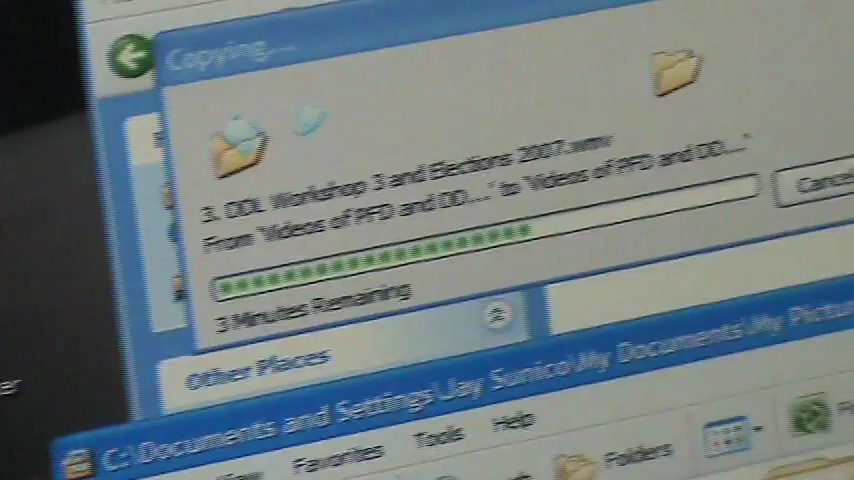 Copying...
3. DDL Workshop 3 and Elections 2007.wmv
From 'Videos of PFD and DD...' to 'Videos of PFD and DD...'
Cancel
3 Minutes Remaining
Other Places
C:\Documents and Settings\Jay Sunico\My Documents\My Pictu
Favorites Tools Help
Folders